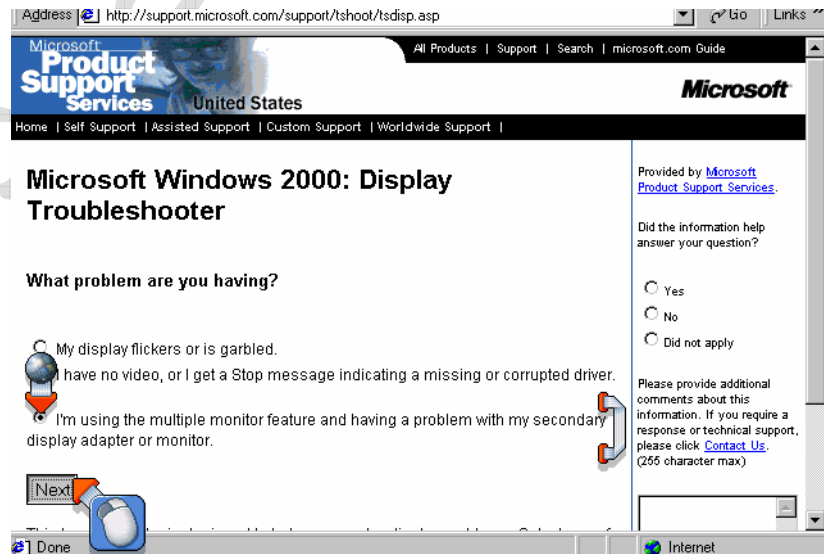 Address http://support.microsoft.com/support/tshoot/tsdisp.asp Go Links
All Products | Support | Search | microsoft.com Guide
Microsoft
Product
Support
Services United States
Microsoft
Home | Self Support | Assisted Support | Custom Support | Worldwide Support |
Microsoft Windows 2000: Display
Troubleshooter
What problem are you having?
My display flickers or is garbled.
I have no video, or I get a Stop message indicating a missing or corrupted driver.
I'm using the multiple monitor feature and having a problem with my secondary
display adapter or monitor.
Next
Provided by Microsoft
Product Support Services.
Did the information help
answer your question?
Yes
No
Did not apply
Please provide additional
comments about this
information. If you require a
response or technical support,
please click Contact Us.
(255 character max)
Done Internet